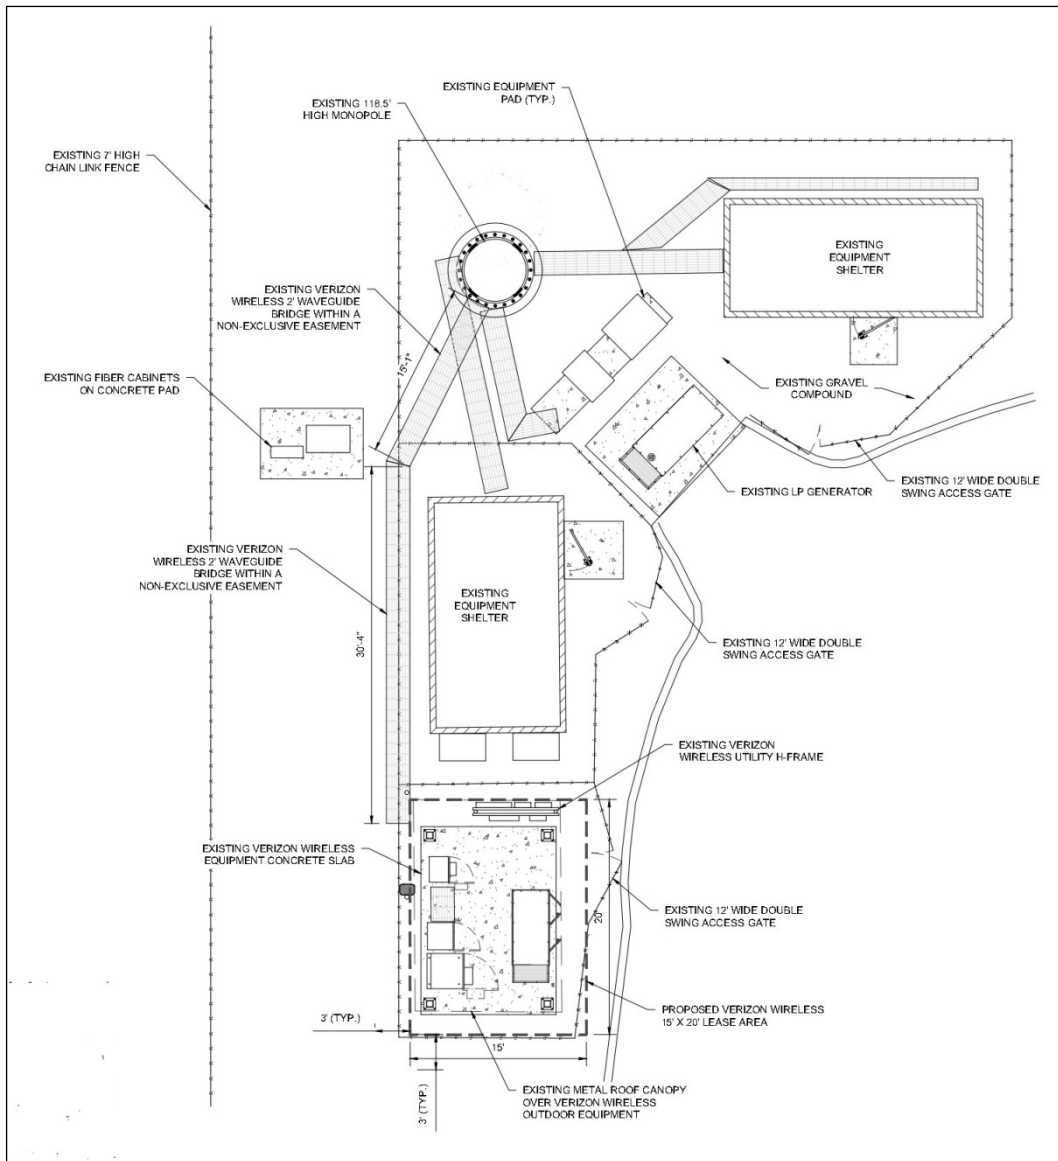 EXISTING EQUIPMENT
PAD (TYP.)
EXISTING 118.5'
HIGH MONOPOLE
EXISTING 7' HIGH
CHAIN LINK FENCE
EXISTING
EQUIPMENT
SHELTER
EXISTING VERIZON
WIRELESS 2' WAVEGUIDE
BRIDGE WITHIN A
NON-EXCLUSIVE EASEMENT
15'-1"
EXISTING FIBER CABINETS
ON CONCRETE PAD
EXISTING GRAVEL
COMPOUND
EXISTING 12' WIDE DOUBLE
SWING ACCESS GATE
EXISTING LP GENERATOR
EXISTING VERIZON
WIRELESS 2' WAVEGUIDE
BRIDGE WITHIN A
NON-EXCLUSIVE EASEMENT
EXISTING
EQUIPMENT
SHELTER
30'-4"
EXISTING 12' WIDE DOUBLE
SWING ACCESS GATE
EXISTING VERIZON
WIRELESS UTILITY H-FRAME
EXISTING VERIZON WIRELESS
EQUIPMENT CONCRETE SLAB
20'
EXISTING 12' WIDE DOUBLE
SWING ACCESS GATE
PROPOSED VERIZON WIRELESS
15' X 20' LEASE AREA
3' (TYP.)
15'
3' (TYP.)
EXISTING METAL ROOF CANOPY
OVER VERIZON WIRELESS
OUTDOOR EQUIPMENT